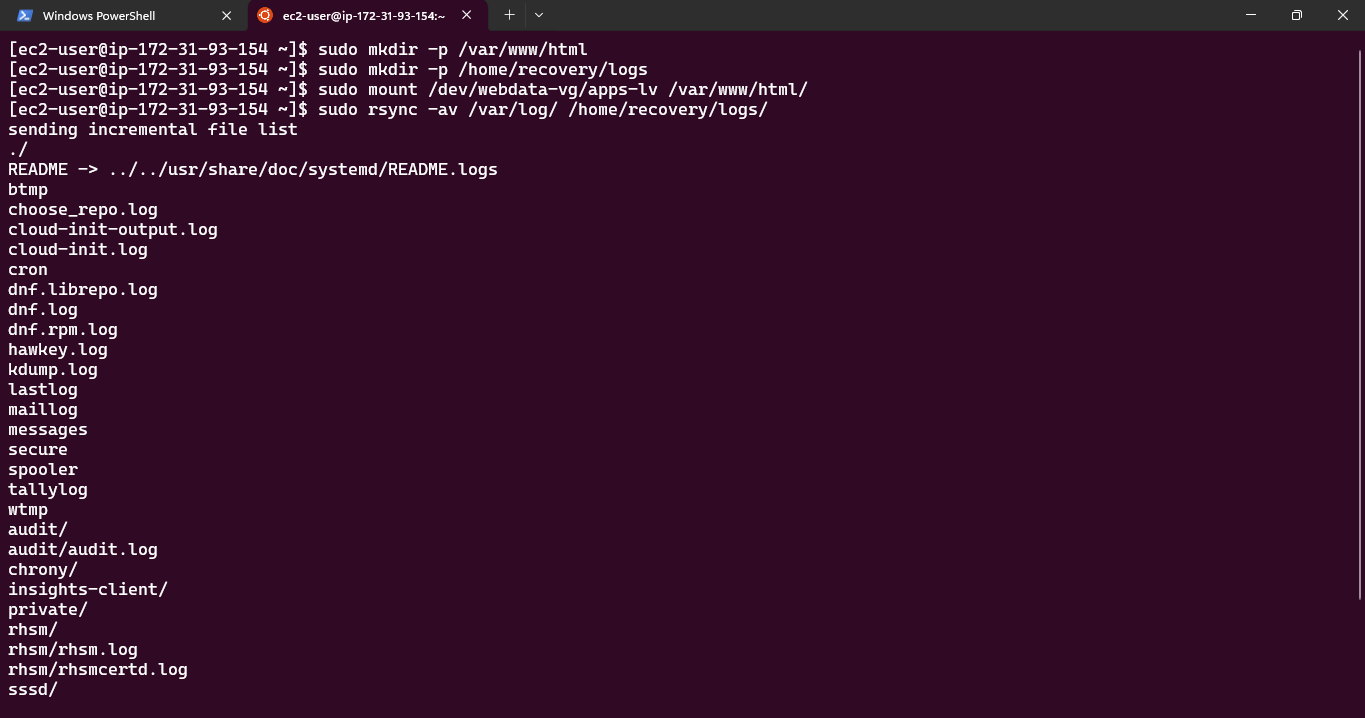 Windows PowerShell
ec2-user@ip-172-31-93-154:~
[ec2-user@ip-172-31-93-154 ~]$ sudo mkdir -p /var/www/html
[ec2-user@ip-172-31-93-154 ~]$ sudo mkdir -p /home/recovery/logs
[ec2-user@ip-172-31-93-154 ~]$ sudo mount /dev/webdata-vg/apps-lv /var/www/html/
[ec2-user@ip-172-31-93-154 ~]$ sudo rsync -av /var/log/ /home/recovery/logs/
sending incremental file list
./
README -> ../../usr/share/doc/systemd/README.logs
btmp
choose_repo.log
cloud-init-output.log
cloud-init.log
cron
dnf.librepo.log
dnf.log
dnf.rpm.log
hawkey.log
kdump.log
lastlog
maillog
messages
secure
spooler
tallylog
wtmp
audit/
audit/audit.log
chrony/
insights-client/
private/
rhsm/
rhsm/rhsm.log
rhsm/rhsmcertd.log
sssd/